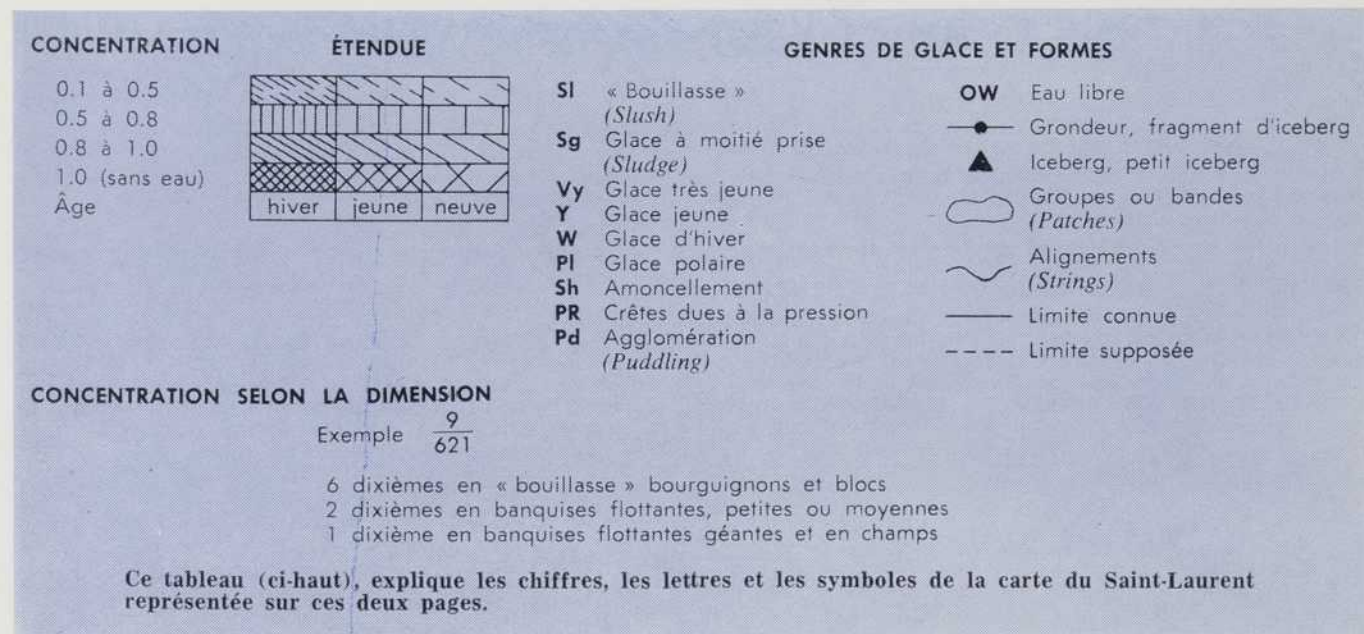 CONCENTRATION
0.1 à 0.5
0.5 à 0.8
0.8 à 1.0
1.0 (sans eau)
Âge
ÉTENDUE
hiver jeune neuve
GENRES DE GLACE ET FORMES
Sl « Bouillasse »
(Slush)
Sg Glace à moitié prise
(Sludge)
Vy Glace très jeune
Y Glace jeune
W Glace d'hiver
Pl Glace polaire
Sh Amoncellement
PR Crêtes dues à la pression
Pd Agglomération
(Puddling)
OW Eau libre
Grondeur, fragment d'iceberg
Iceberg, petit iceberg
Groupes ou bandes
(Patches)
Alignements
(Strings)
Limite connue
Limite supposée
CONCENTRATION SELON LA DIMENSION
Exemple 9
621
6 dixièmes en « bouillasse » bourguignons et blocs
2 dixièmes en banquises flottantes, petites ou moyennes
1 dixième en banquises flottantes géantes et en champs
Ce tableau (ci-haut), explique les chiffres, les lettres et les symboles de la carte du Saint-Laurent
représentée sur ces deux pages.